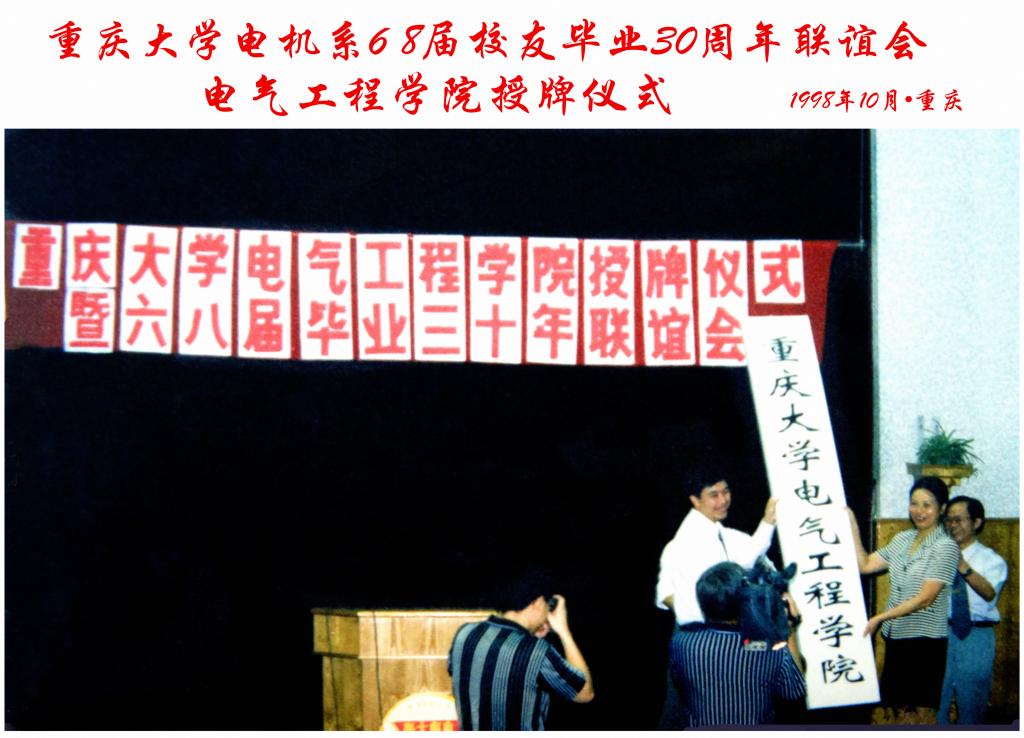 重庆大学电机系68届校友毕业30周年联谊会
电气工程学院授牌仪式
1998年10月·重庆
重庆大学电气工程学院授牌仪式
暨六八届毕业三十年联谊会
重庆大学电气工程学院